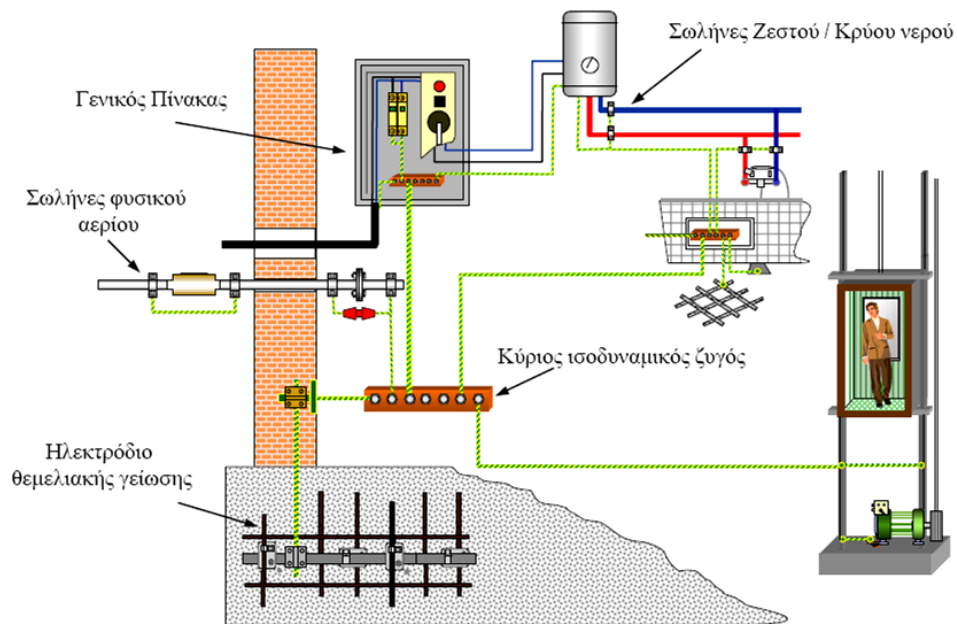 Σωλήνες Ζεστού / Κρύου νερού
Γενικός Πίνακας
Σωλήνες φυσικού
αερίου
Κύριος ισοδυναμικός ζυγός
Ηλεκτρόδιο
θεμελιακής γείωσης